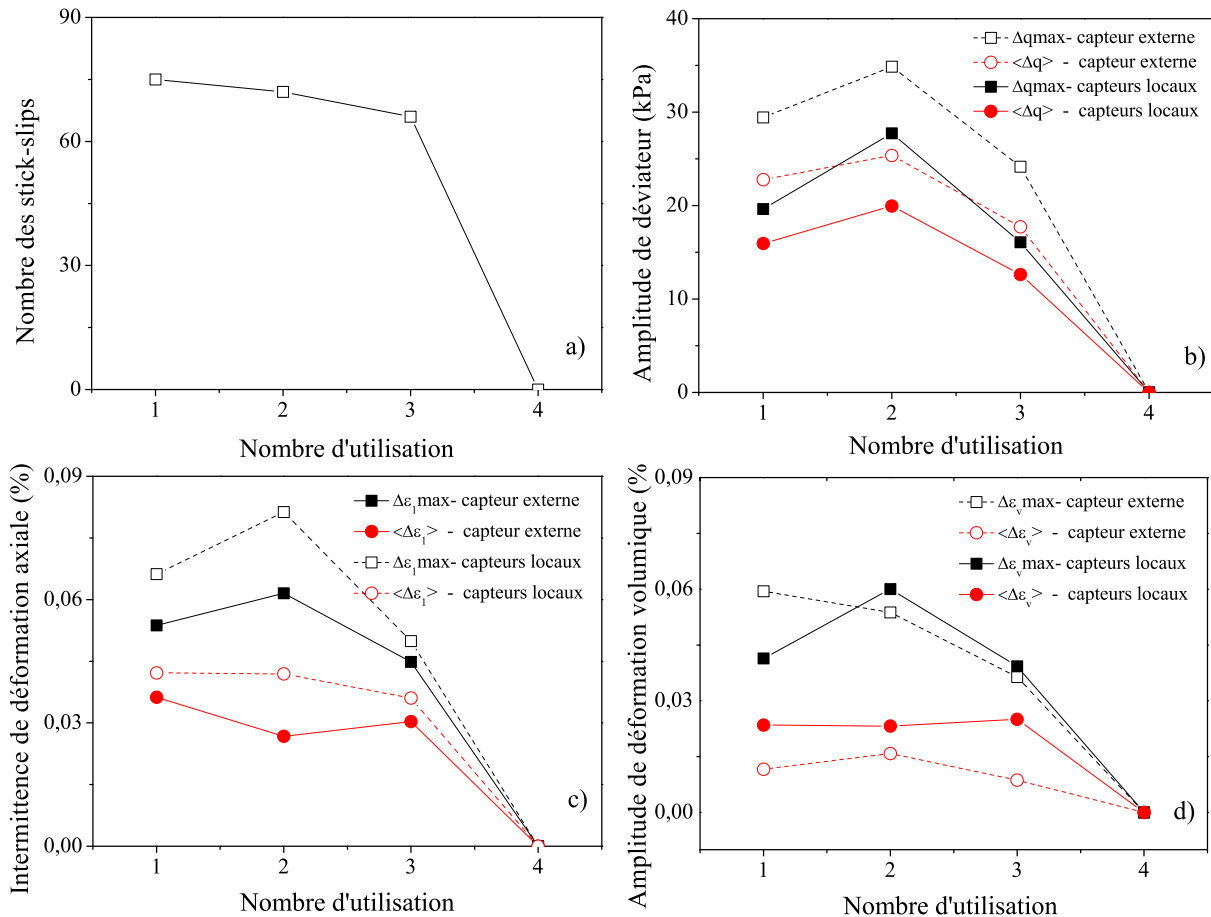 90
60
30
0
Nombre des stick-slips
a)
1 2 3 4
Nombre d'utilisation
40
30
20
10
0
Amplitude de déviateur (kPa)
Δqmax- capteur externe
<Δq> - capteur externe
Δqmax- capteurs locaux
<Δq> - capteurs locaux
b)
1 2 3 4
Nombre d'utilisation
0,09
0,06
0,03
0,00
Intermittence de déformation axiale (%)
Δε₁max- capteur externe
<Δε₁> - capteur externe
Δε₁max- capteurs locaux
<Δε₁> - capteurs locaux
c)
1 2 3 4
Nombre d'utilisation
0,09
0,06
0,03
0.00
Amplitude de déformation volumique (%
Δεᵥmax- capteur externe
<Δεᵥ> - capteur externe
Δεᵥmax- capteurs locaux
<Δεᵥ> - capteurs locaux
d)
1 2 3 4
Nombre d'utilisation